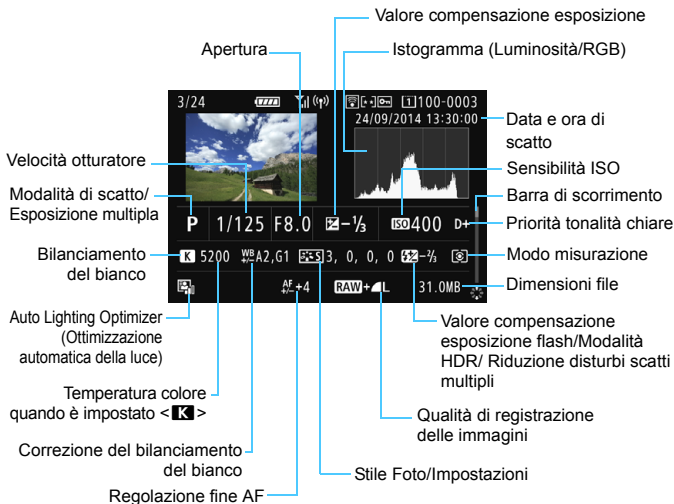 Valore compensazione esposizione
Apertura
Istogramma (Luminosità/RGB)
3/24
1 100-0003
24/09/2014 13:30:00
Data e ora di
scatto
Velocità otturatore
Sensibilità ISO
Modalità di scatto/
Esposizione multipla
Barra di scorrimento
P 1/125 F8.0 -1/3 ISO 400 D+
Priorità tonalità chiare
Bilanciamento
del bianco
K 5200 WB +/- A2,G1 S 3, 0, 0, 0 -2/3
Modo misurazione
AF +/- +4 RAW+L 31.0MB
Dimensioni file
Auto Lighting Optimizer
(Ottimizzazione
automatica della luce)
Valore compensazione
esposizione flash/Modalità
HDR/ Riduzione disturbi scatti
multipli
Temperatura colore
quando è impostato <K>
Qualità di registrazione
delle immagini
Correzione del bilanciamento
del bianco
Stile Foto/Impostazioni
Regolazione fine AF